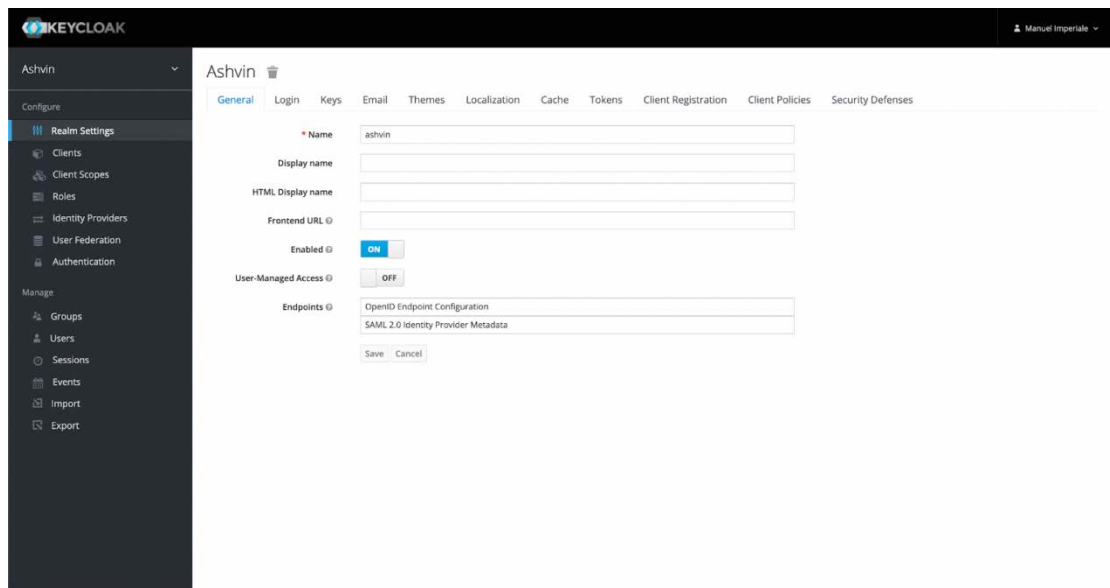 KEYCLOAK
Manuel Imperiale
Ashvin
Configure
Realm Settings
Clients
Client Scopes
Roles
Identity Providers
User Federation
Authentication
Manage
Groups
Users
Sessions
Events
Import
Export
Ashvin
General Login Keys Email Themes Localization Cache Tokens Client Registration Client Policies Security Defenses
* Name ashvin
Display name
HTML Display name
Frontend URL
Enabled ON
User-Managed Access OFF
Endpoints OpenID Endpoint Configuration
SAML 2.0 Identity Provider Metadata
Save Cancel